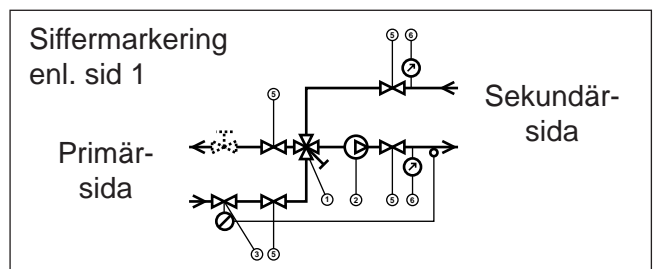 Siffermarkering
enl. sid 1
5
6
5
Sekundär-
sida
Primär-
sida
1
2
5
6
3
5